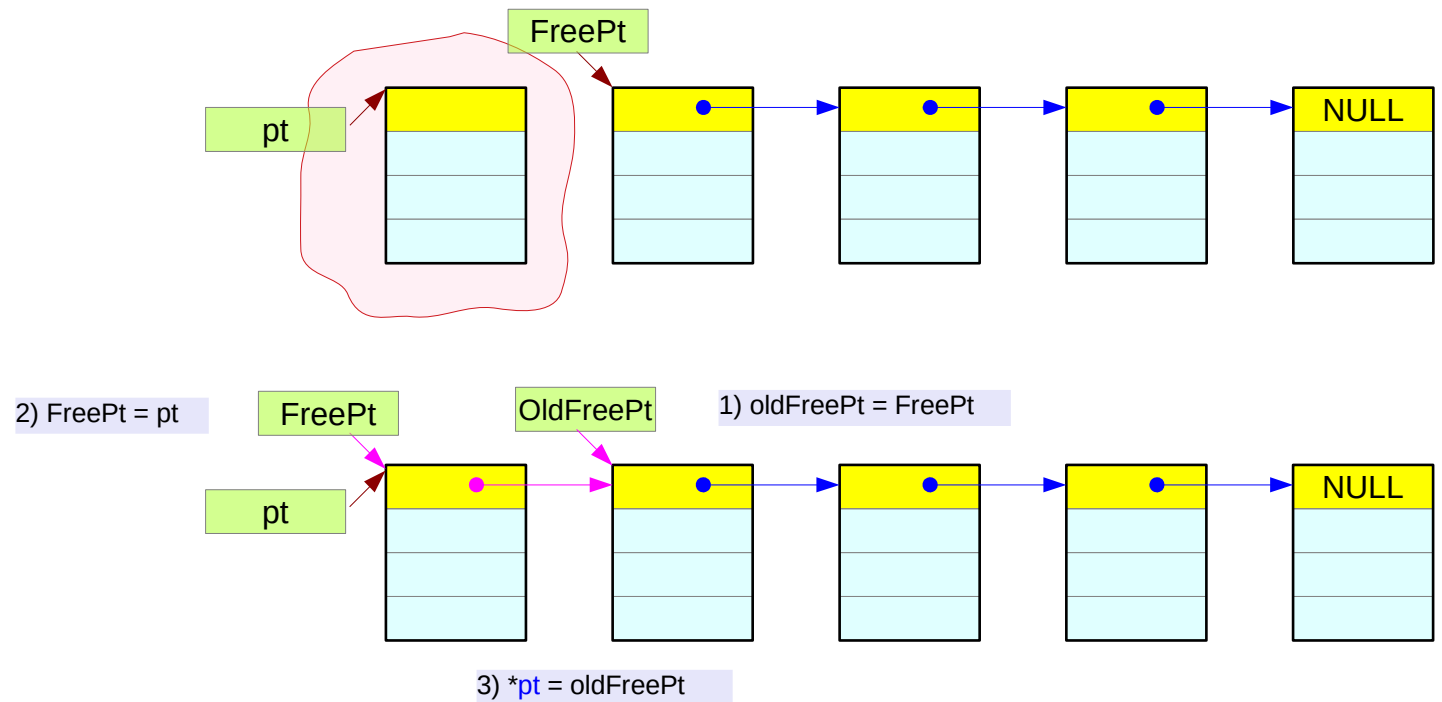 FreePt
pt
NULL
2) FreePt = pt
FreePt
OldFreePt
1) oldFreePt = FreePt
pt
NULL
3) *pt = oldFreePt